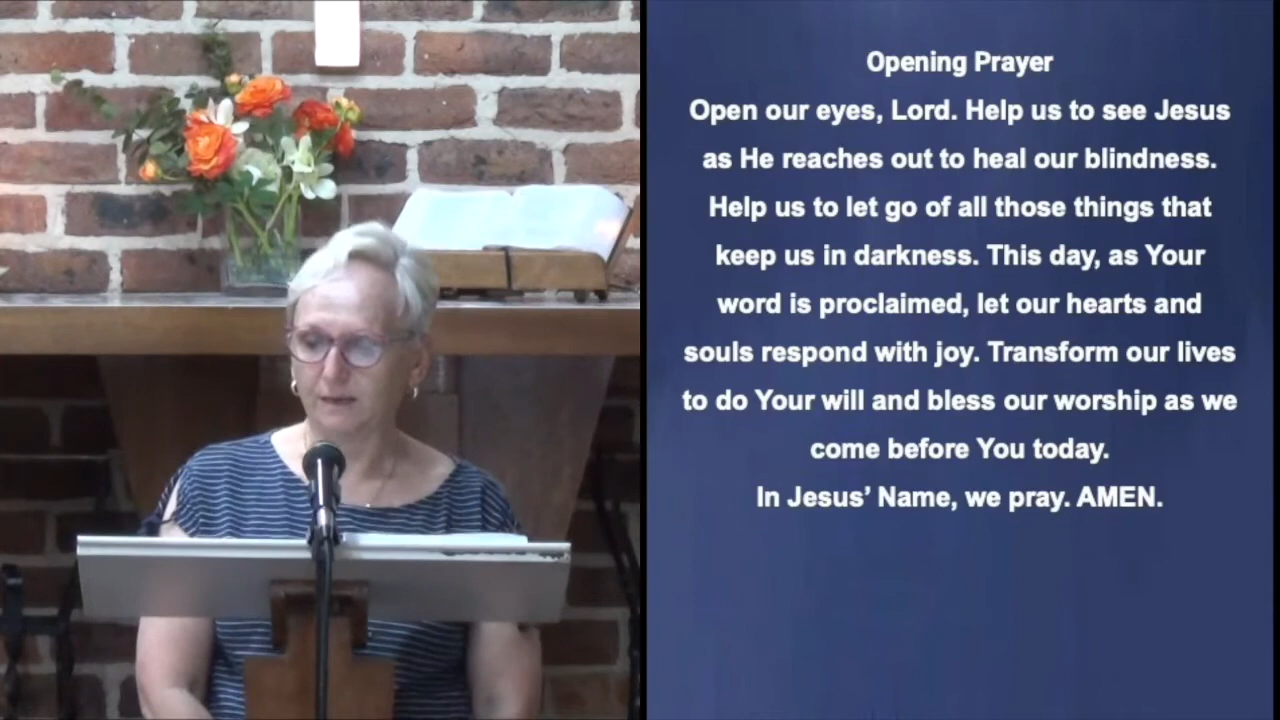 Opening Prayer
Open our eyes, Lord. Help us to see Jesus
as He reaches out to heal our blindness.
Help us to let go of all those things that
keep us in darkness. This day, as Your
word is proclaimed, let our hearts and
souls respond with joy. Transform our lives
to do Your will and bless our worship as we
come before You today.
In Jesus’ Name, we pray. AMEN.